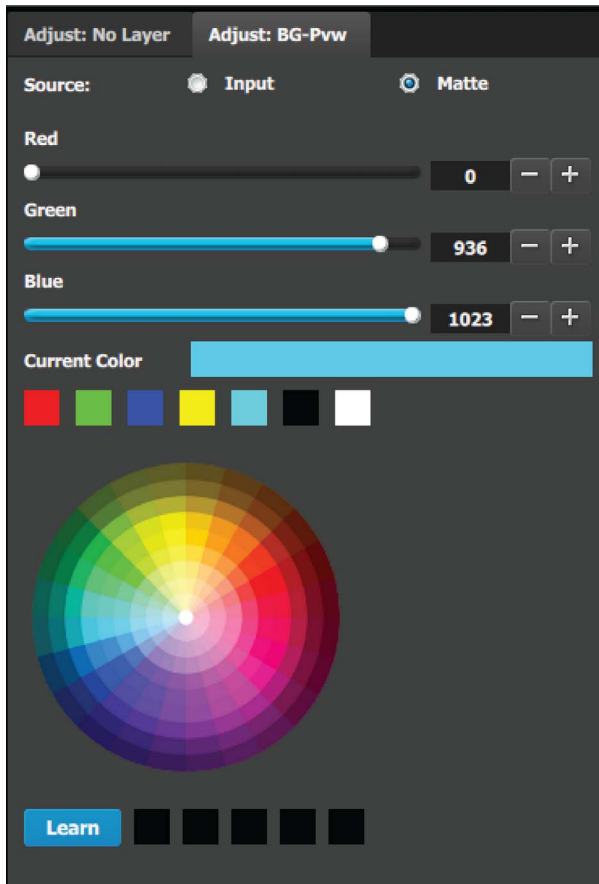 Adjust: No Layer Adjust: BG-Pvw
Source: Input Matte
Red
0 − +
Green
936 − +
Blue
1023 − +
Current Color
Learn